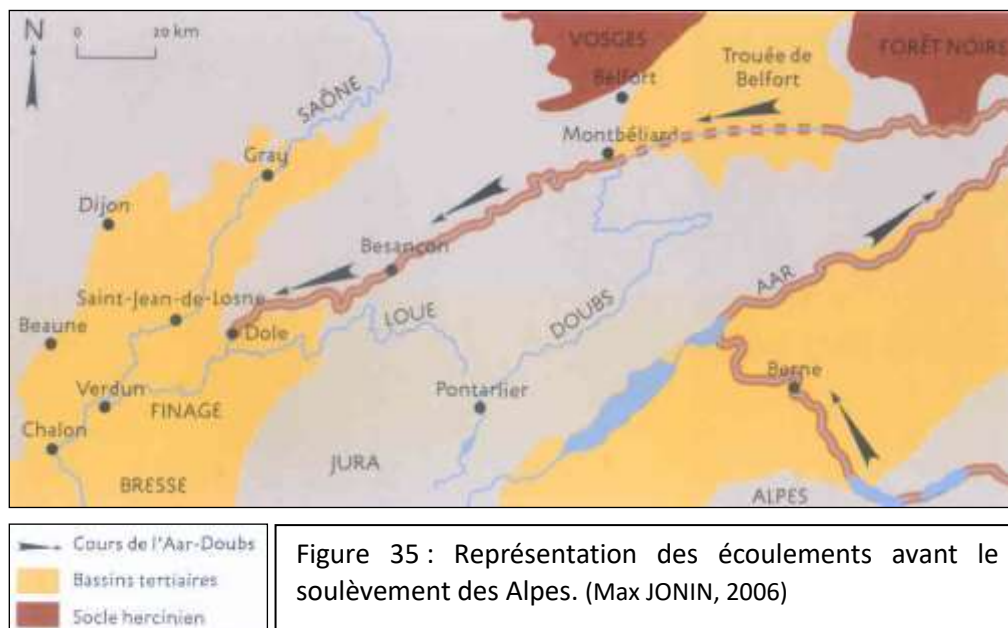 N
0 20 km
VOSGES
FORÊT NOIRE
Trouée de
Belfort
Belfort
SAÔNE
Montbéliard
Gray
Dijon
Besançon
AAR
Saint-Jean-de-Losne
DOUBS
LOUE
Beaune
Dole
Berne
Verdun
Pontarlier
FINAGE
Chalon
JURA
BRESSE
ALPES
Cours de l'Aar-Doubs
Bassins tertiaires
Socle hercinien
Figure 35 : Représentation des écoulements avant le
soulèvement des Alpes. (Max JONIN, 2006)